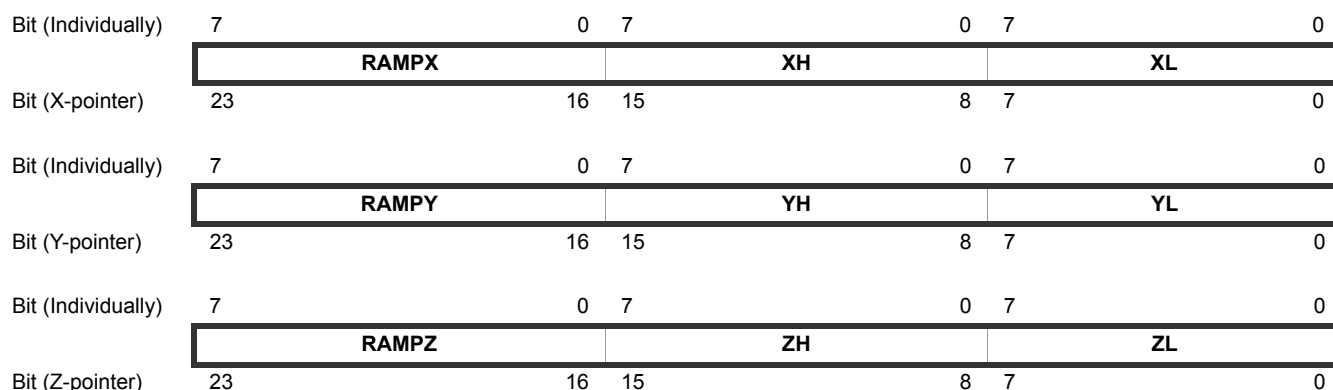 Bit (Individually) 7 0 7 0 7 0
RAMPX XH XL
Bit (X-pointer) 23 16 15 8 7 0
Bit (Individually) 7 0 7 0 7 0
RAMPY YH YL
Bit (Y-pointer) 23 16 15 8 7 0
Bit (Individually) 7 0 7 0 7 0
RAMPZ ZH ZL
Bit (Z-pointer) 23 16 15 8 7 0